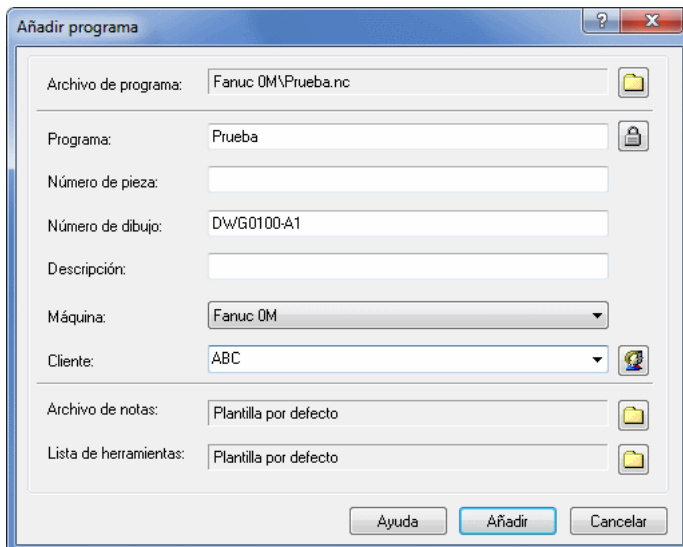 Añadir programa
Archivo de programa: Fanuc 0M\Prueba.nc
Programa: Prueba
Número de pieza:
Número de dibujo: DWG0100-A1
Descripción:
Máquina: Fanuc 0M
Cliente: ABC
Archivo de notas: Plantilla por defecto
Lista de herramientas: Plantilla por defecto
Ayuda Añadir Cancelar